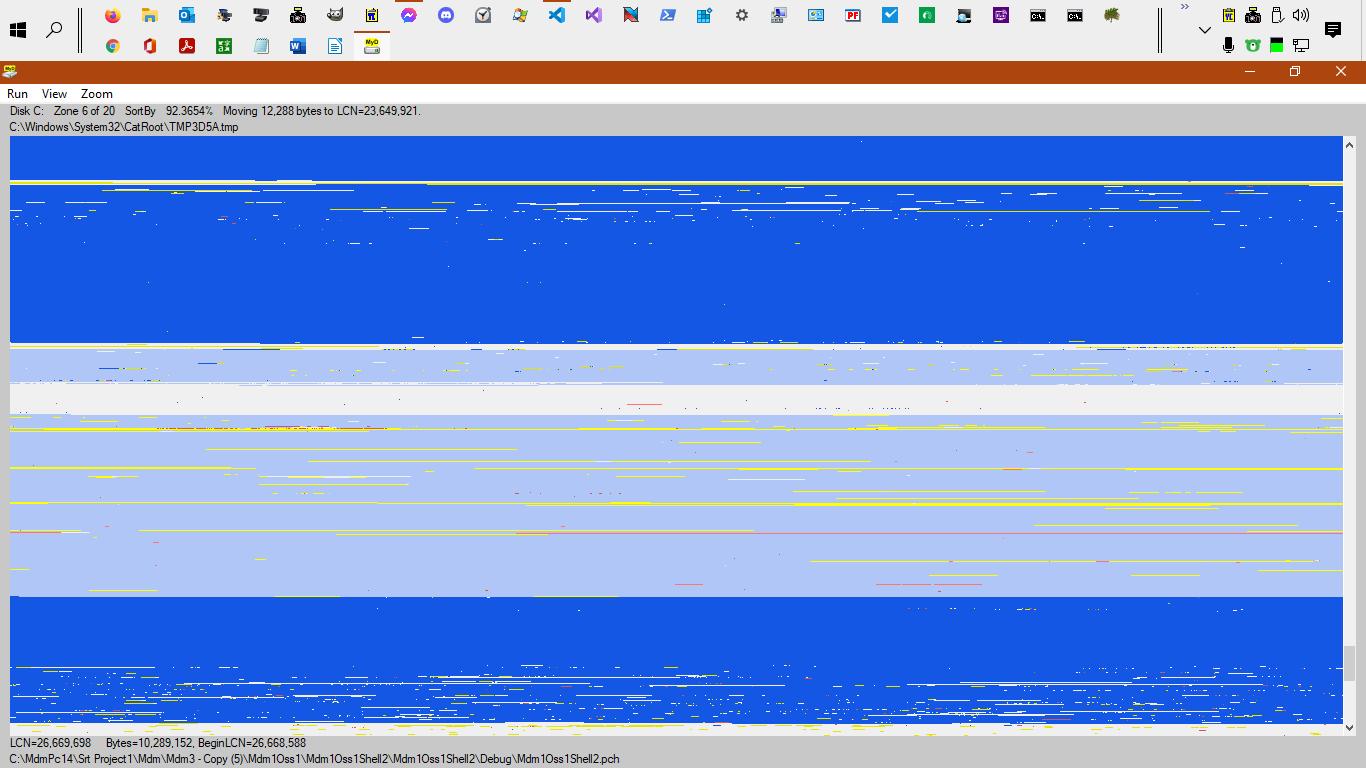 MyD
Run View Zoom
Disk C: Zone 6 of 20 SortBy 92.3654% Moving 12,288 bytes to LCN=23,649,921.
C:\Windows\System32\CatRoot\TMP3D5A.tmp
LCN=26,669,698 Bytes=10,289,152, BeginLCN=26,668,588
C:\MdmPc14\Srt Project1\Mdm\Mdm3 - Copy (5)\Mdm1Oss1\Mdm1Oss1Shell2\Mdm1Oss1Shell2\Debug\Mdm1Oss1Shell2.pch